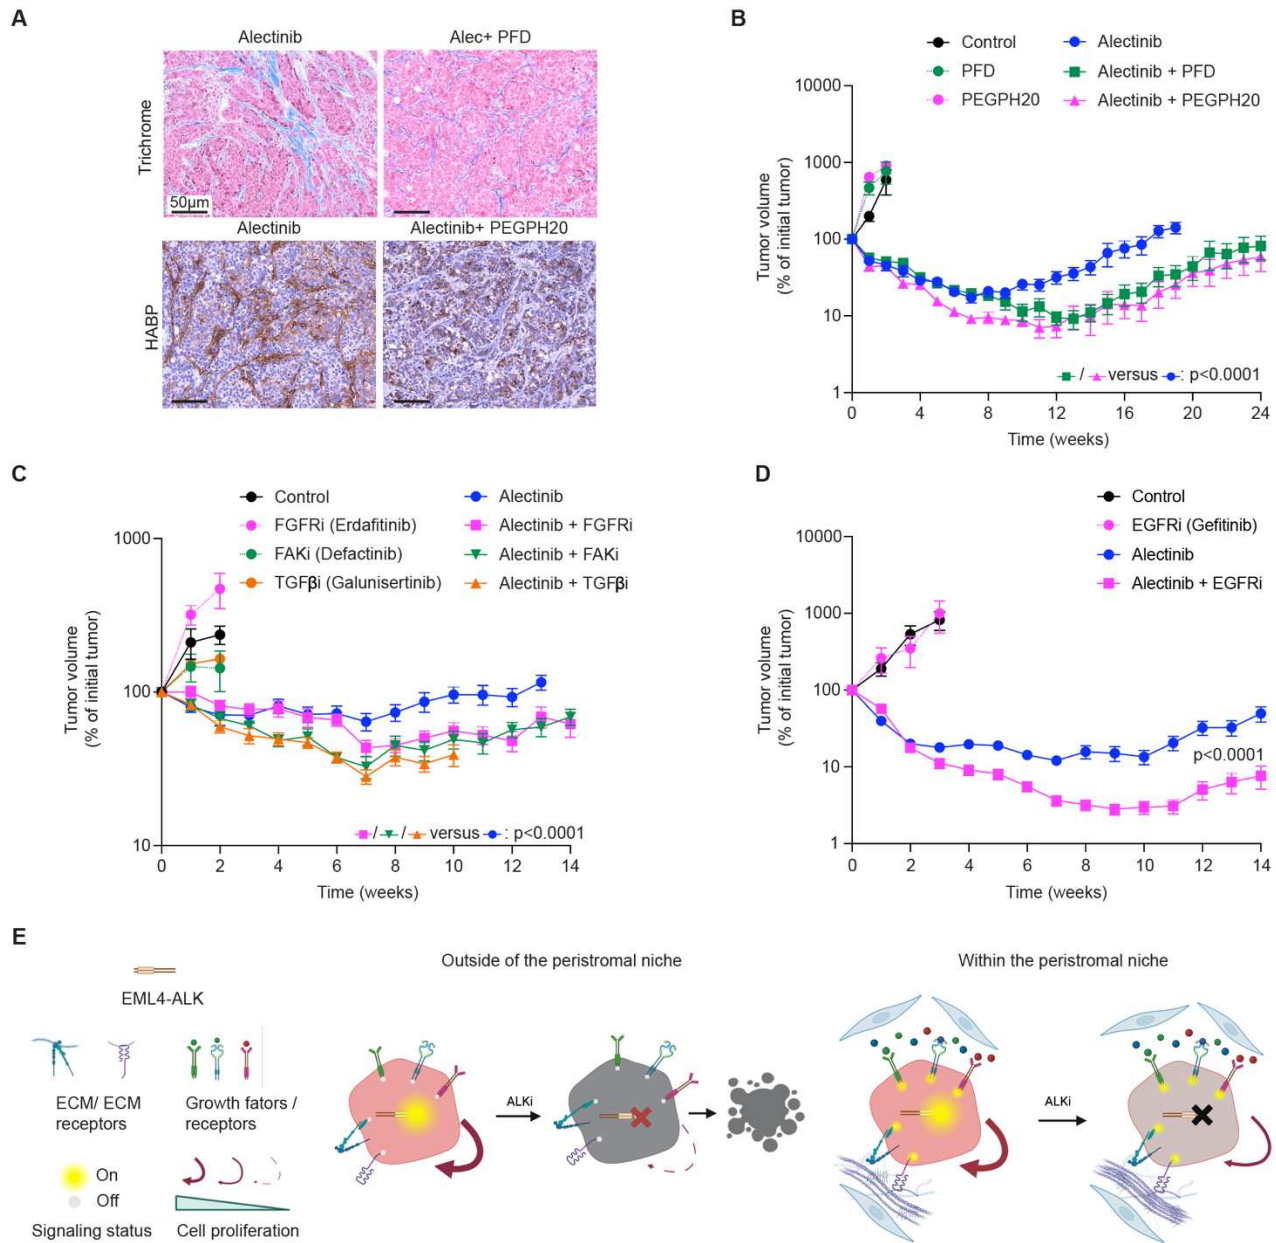 A
Alectinib
Alec+ PFD
Trichrome
50µm
Alectinib
Alectinib+ PEGPH20
HABP
B
Control
PFD
PEGPH20
Alectinib
Alectinib + PFD
Alectinib + PEGPH20
Tumor volume
(% of initial tumor)
10000
1000
100
10
1
/ versus : p<0.0001
0 4 8 12 16 20 24
Time (weeks)
C
Control
FGFRi (Erdafitinib)
FAKi (Defactinib)
TGFβi (Galunisertinib)
Alectinib
Alectinib + FGFRi
Alectinib + FAKi
Alectinib + TGFβi
Tumor volume
(% of initial tumor)
1000
100
10
/ / versus : p<0.0001
0 2 4 6 8 10 12 14
Time (weeks)
D
Control
EGFRi (Gefitinib)
Alectinib
Alectinib + EGFRi
Tumor volume
(% of initial tumor)
10000
1000
100
10
1
p<0.0001
0 2 4 6 8 10 12 14
Time (weeks)
E
EML4-ALK
ECM/ ECM
receptors
Growth fators /
receptors
On
Off
Signaling status
Cell proliferation
Outside of the peristromal niche
ALKi
Within the peristromal niche
ALKi